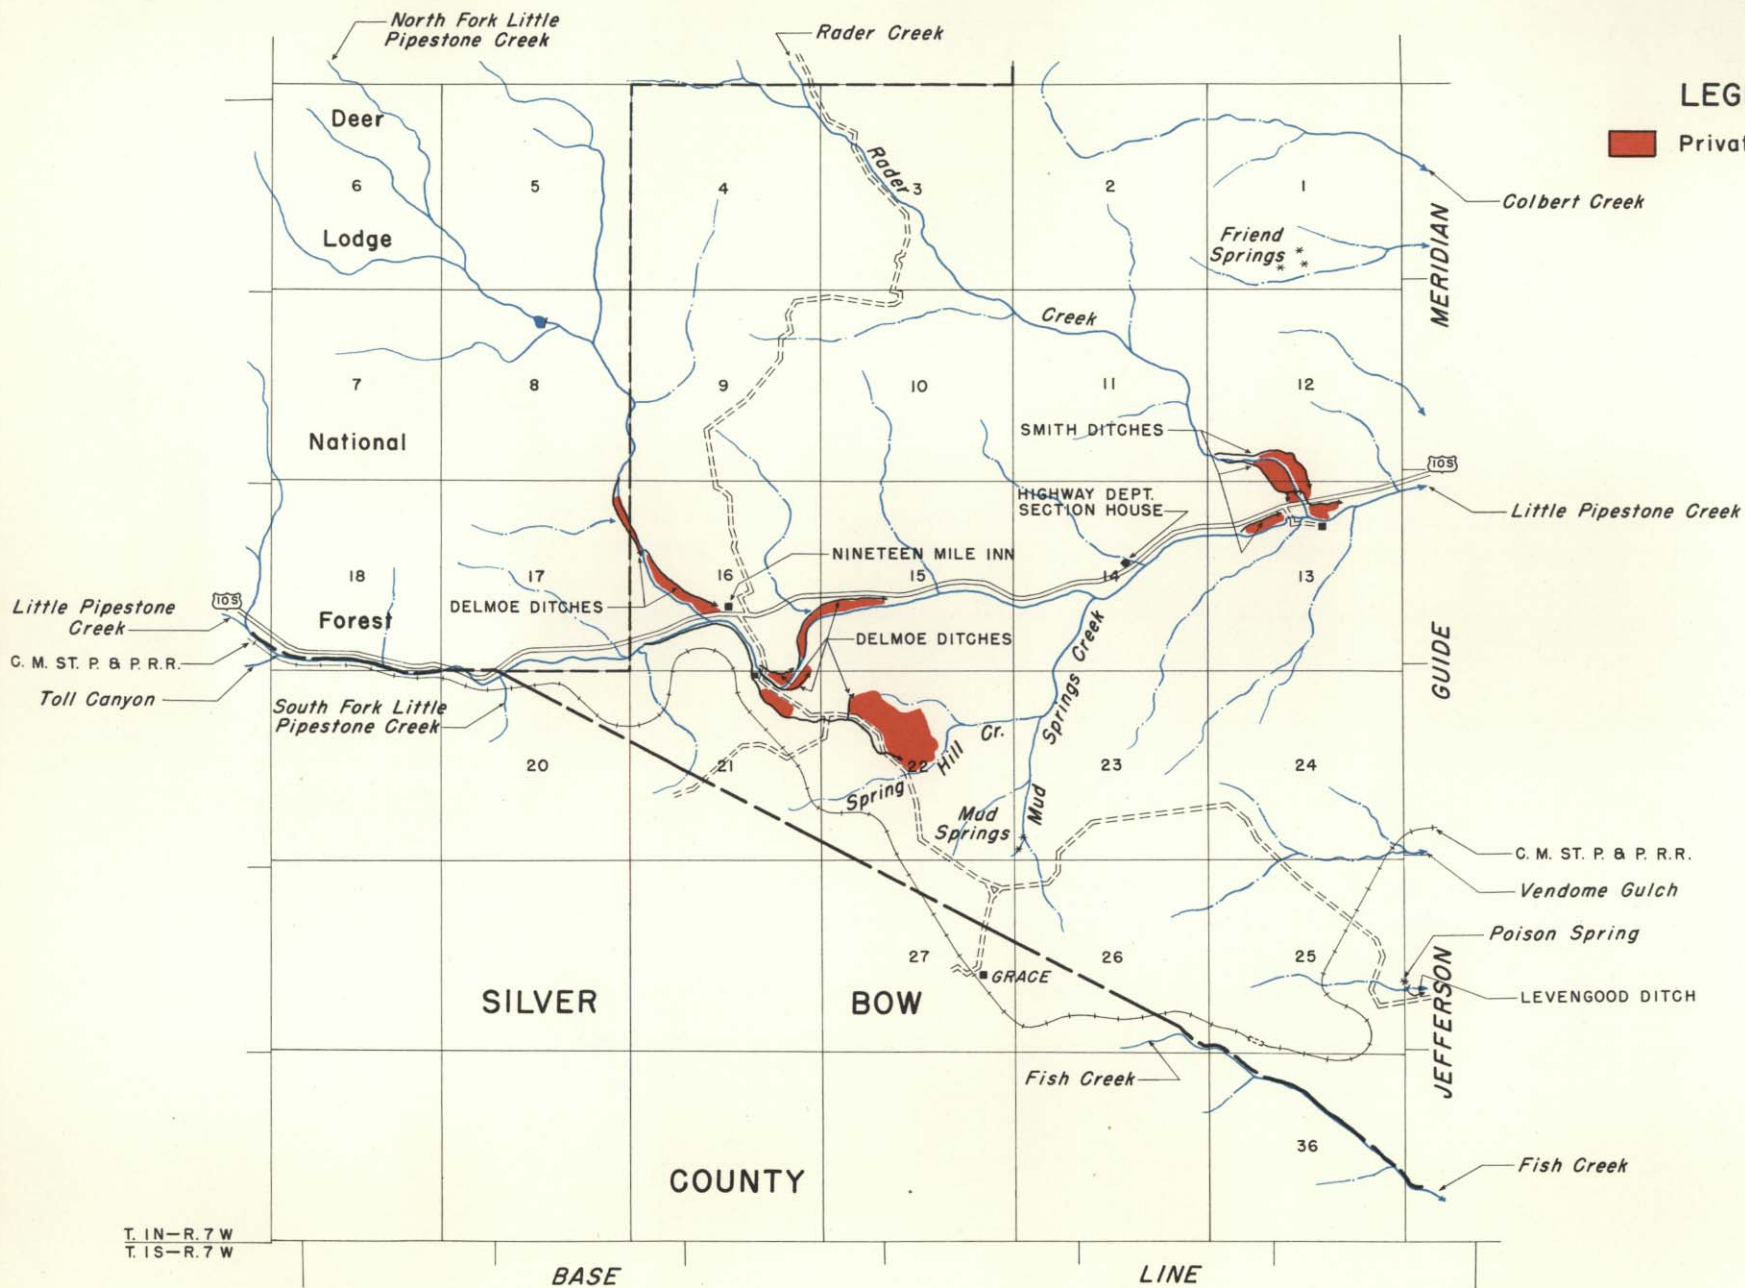 North Fork Little
Pipestone Creek
Rader Creek
LEG
Privat
Deer
Rader
6
5
4
3
2
1
Colbert Creek
Lodge
Friend
Springs
MERIDIAN
Creek
7
8
9
10
11
12
National
SMITH DITCHES
10S
HIGHWAY DEPT.
SECTION HOUSE
Little Pipestone Creek
NINETEEN MILE INN
18
17
16
15
14
13
10S
Little Pipestone
Creek
Forest
DELMOE DITCHES
DELMOE DITCHES
C. M. ST. P. & P. R.R.
Toll Canyon
South Fork Little
Pipestone Creek
Springs Creek
GUIDE
Cr.
Hill
20
21
22
23
24
Spring
Mud
Mud
Springs
C. M. ST. P. & P. R.R.
Vendome Gulch
Poison Spring
27
26
25
GRACE
LEVENGOOD DITCH
SILVER
BOW
JEFFERSON
Fish Creek
36
Fish Creek
COUNTY
T. 1N—R. 7 W
T. 1S—R. 7 W
BASE
LINE